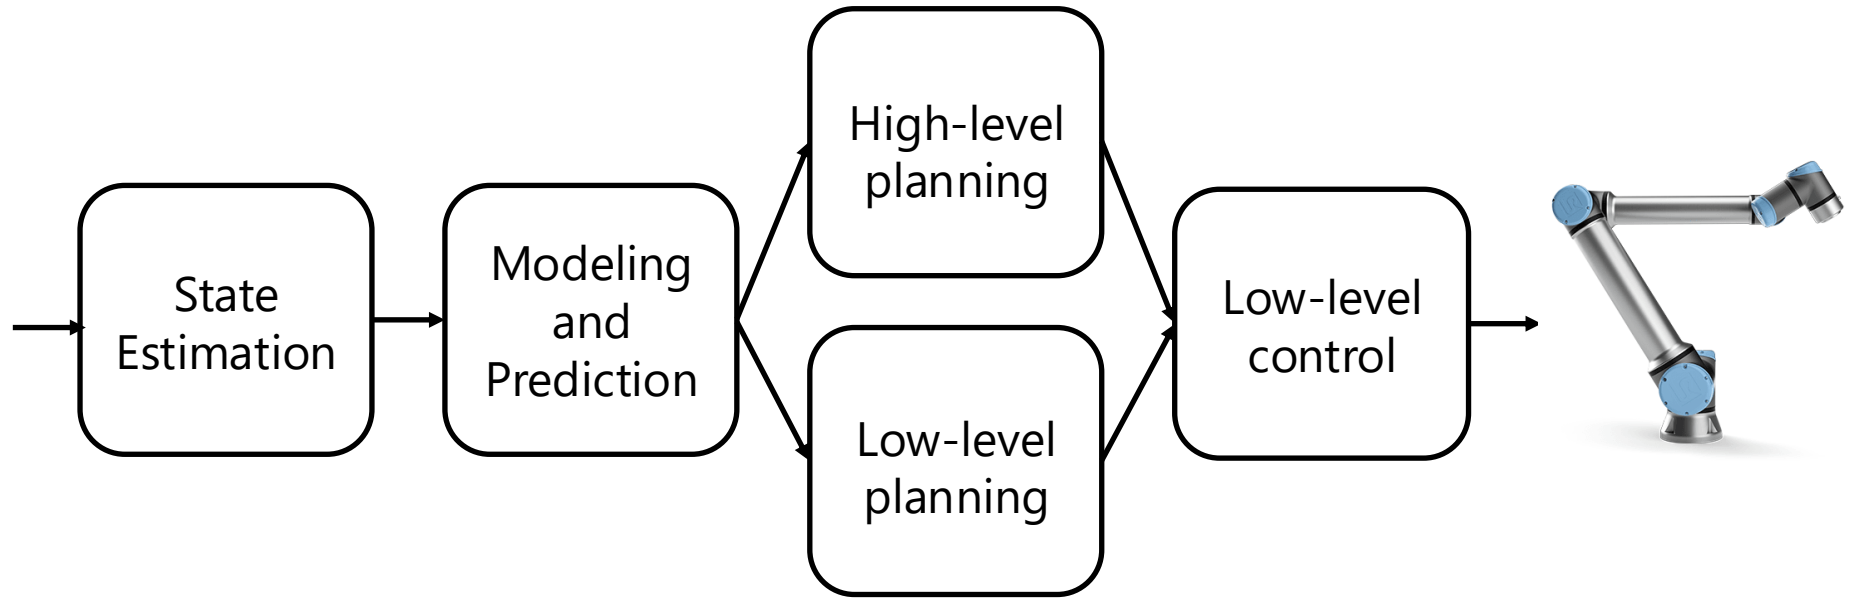 State
Estimation
Modeling
and
Prediction
High-level
planning
Low-level
planning
Low-level
control